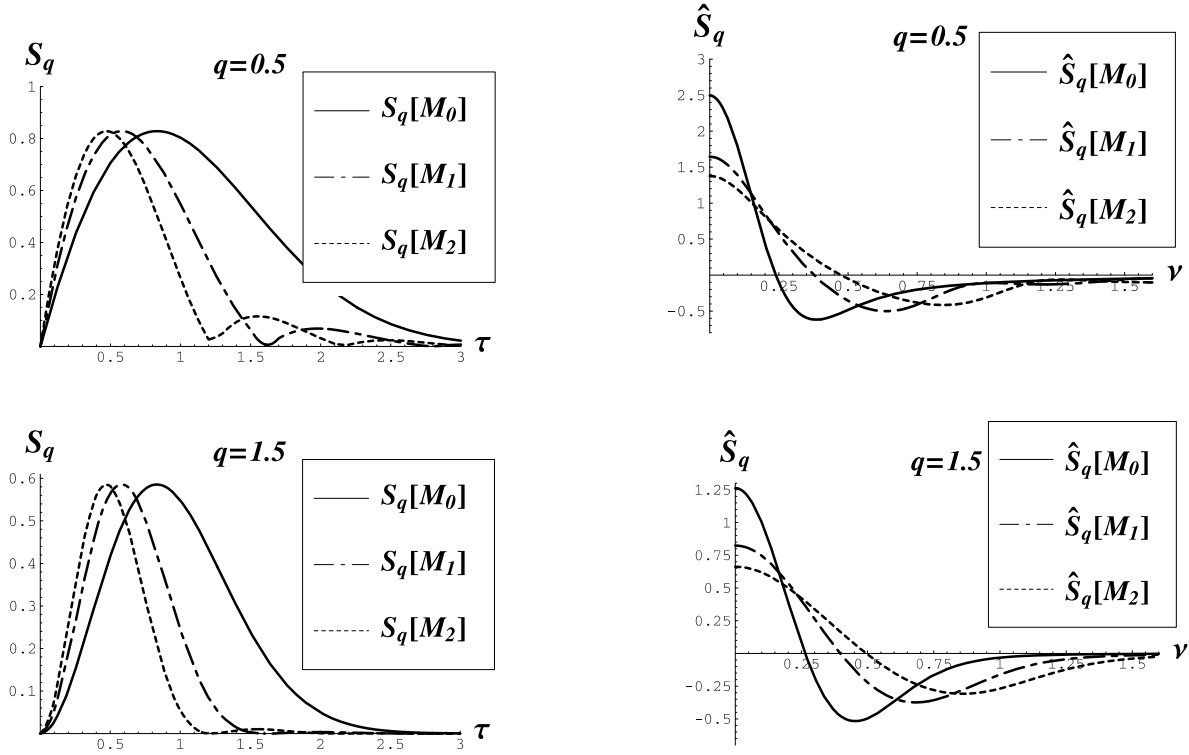 S_q
q=0.5
S_q[M_0]
S_q[M_1]
S_q[M_2]
1
0.8
0.6
0.4
0.2
0.5 1 1.5 2 2.5 3 τ
Ŝ_q
q=0.5
Ŝ_q[M_0]
Ŝ_q[M_1]
Ŝ_q[M_2]
3
2.5
2
1.5
1
0.5
-0.5
0.25 0.5 0.75 1 1.25 1.5 ν
S_q
q=1.5
S_q[M_0]
S_q[M_1]
S_q[M_2]
0.6
0.5
0.4
0.3
0.2
0.1
0.5 1 1.5 2 2.5 3 τ
Ŝ_q
q=1.5
Ŝ_q[M_0]
Ŝ_q[M_1]
Ŝ_q[M_2]
1.25
1
0.75
0.5
0.25
-0.25
-0.5
0.25 0.5 0.75 1 1.25 1.5 ν